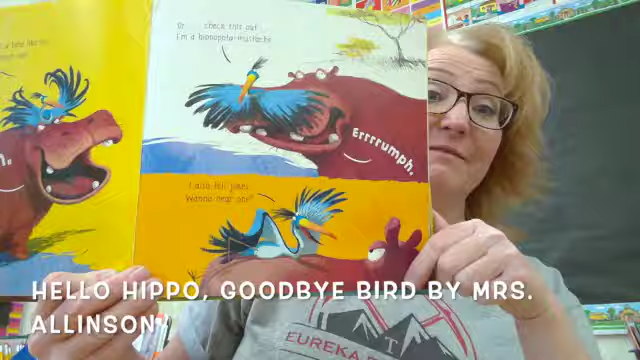 Or check this out
I'm a hippopota-mustache
Errrrumph.
I also tell jokes.
Wanna hear one?
HELLO HIPPO, GOODBYE BIRD BY MRS.
ALLINSON
EUREKA
T